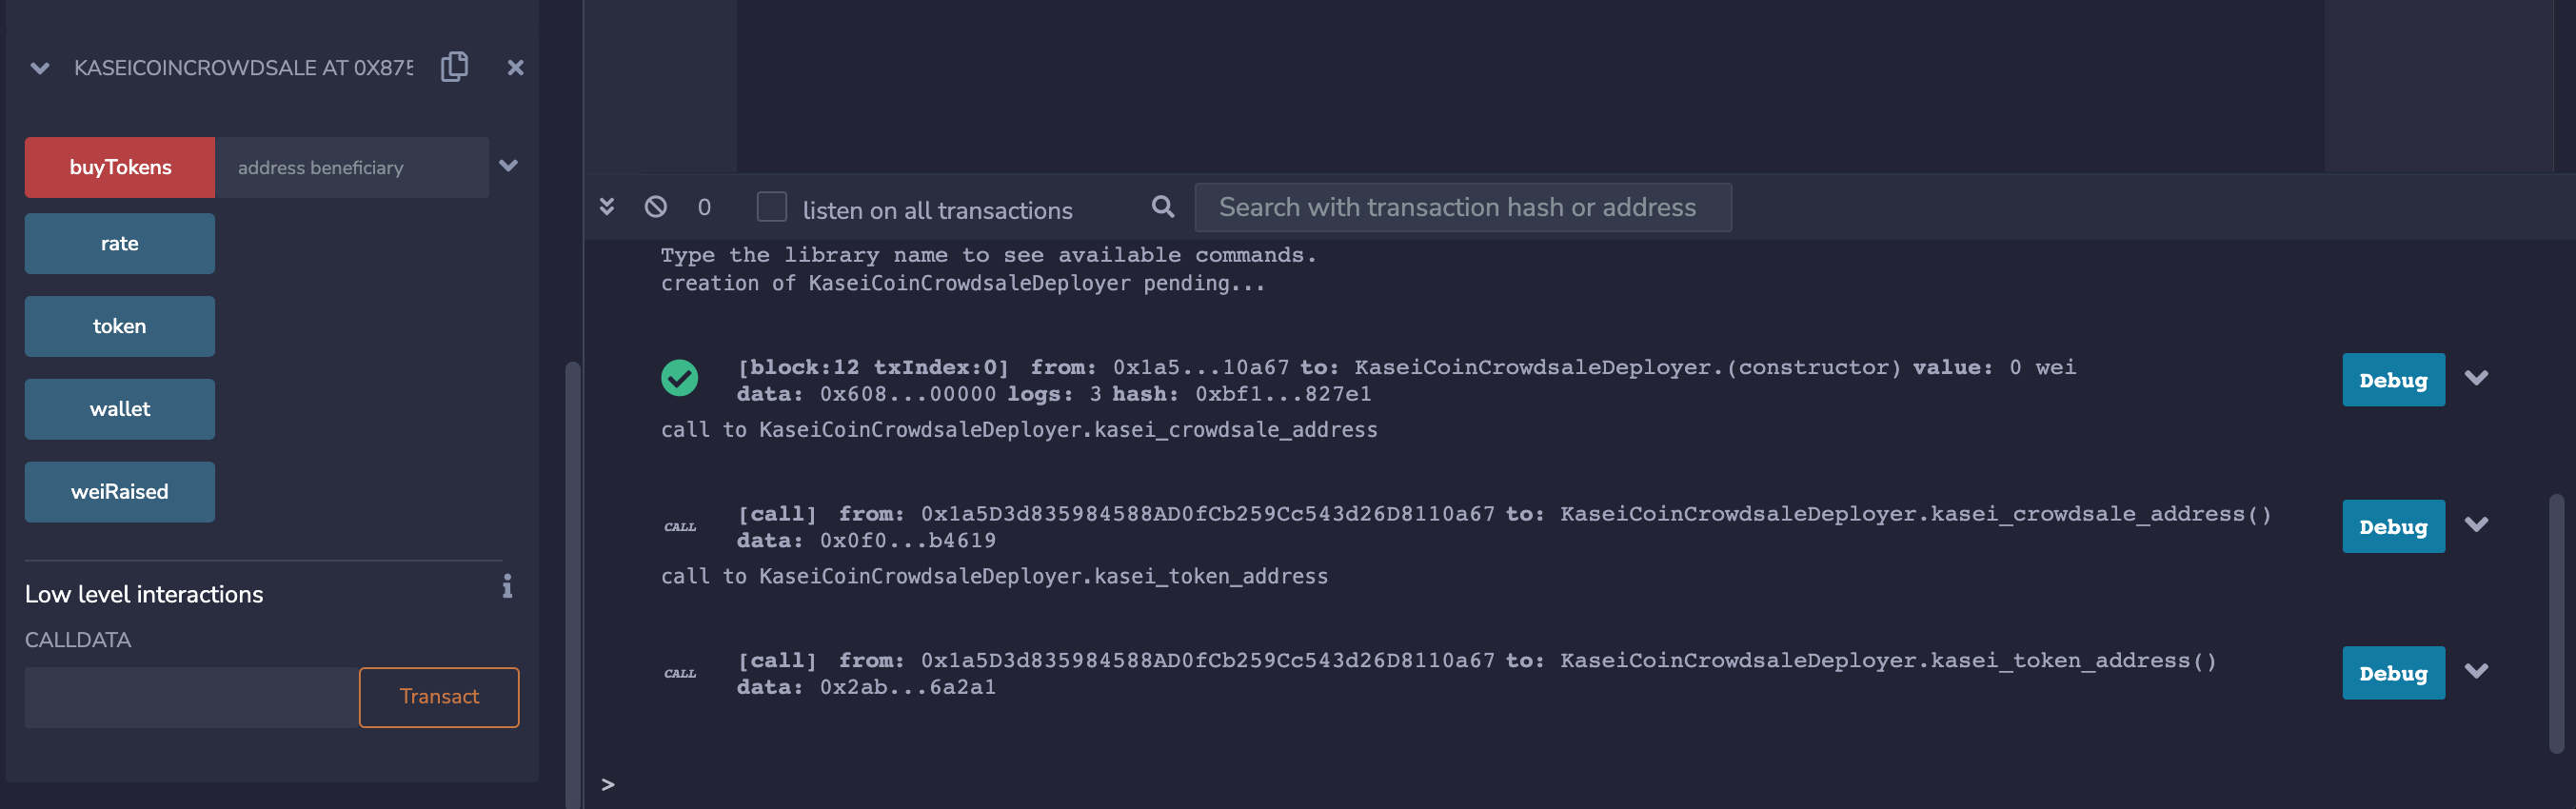 KASEICOINCROWDSALE AT 0X875
buyTokens address beneficiary
rate
token
wallet
weiRaised
Low level interactions
CALLDATA
Transact
0 listen on all transactions Search with transaction hash or address
Type the library name to see available commands.
creation of KaseiCoinCrowdsaleDeployer pending...
[block:12 txIndex:0] from: 0x1a5...10a67 to: KaseiCoinCrowdsaleDeployer.(constructor) value: 0 wei
data: 0x608...00000 logs: 3 hash: 0xbf1...827e1
Debug
call to KaseiCoinCrowdsaleDeployer.kasei_crowdsale_address
CALL [call] from: 0x1a5D3d835984588AD0fCb259Cc543d26D8110a67 to: KaseiCoinCrowdsaleDeployer.kasei_crowdsale_address()
data: 0x0f0...b4619
Debug
call to KaseiCoinCrowdsaleDeployer.kasei_token_address
CALL [call] from: 0x1a5D3d835984588AD0fCb259Cc543d26D8110a67 to: KaseiCoinCrowdsaleDeployer.kasei_token_address()
data: 0x2ab...6a2a1
Debug
>